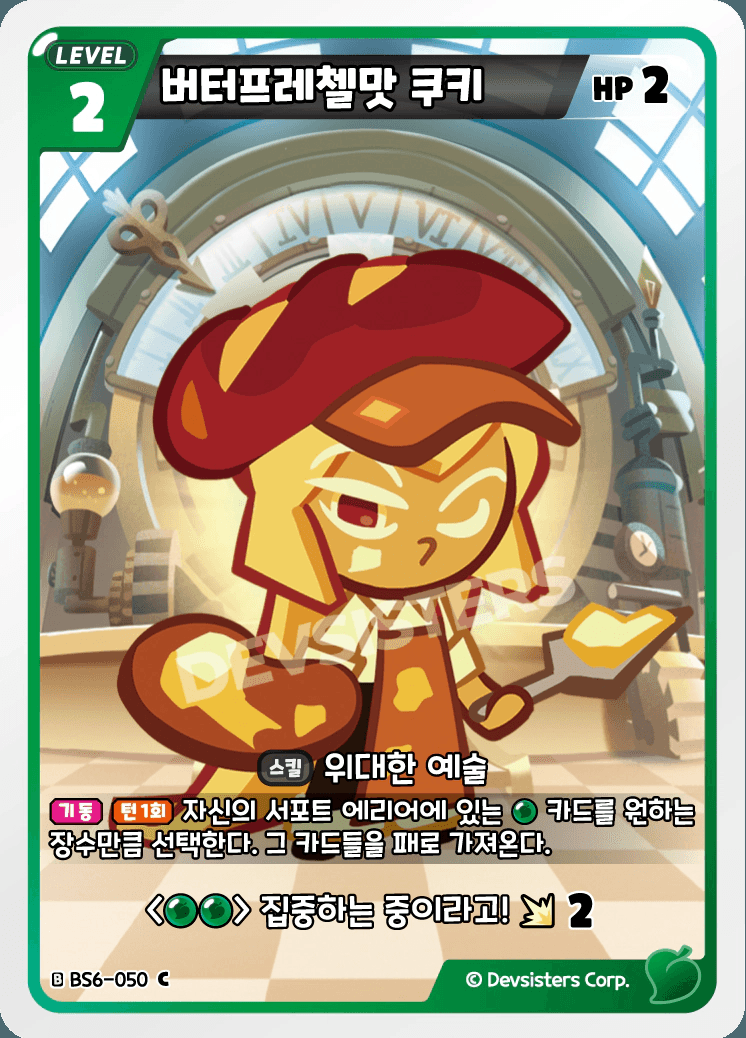 LEVEL
2
버터프레첼맛 쿠키
HP 2
DEVSISTERS
스킬 위대한 예술
기동 턴 1회 자신의 서포트 에리어에 있는 카드를 원하는
장수만큼 선택한다. 그 카드들을 패로 가져온다.
< > 집중하는 중이라고! 2
B BS6-050 C
© Devsisters Corp.